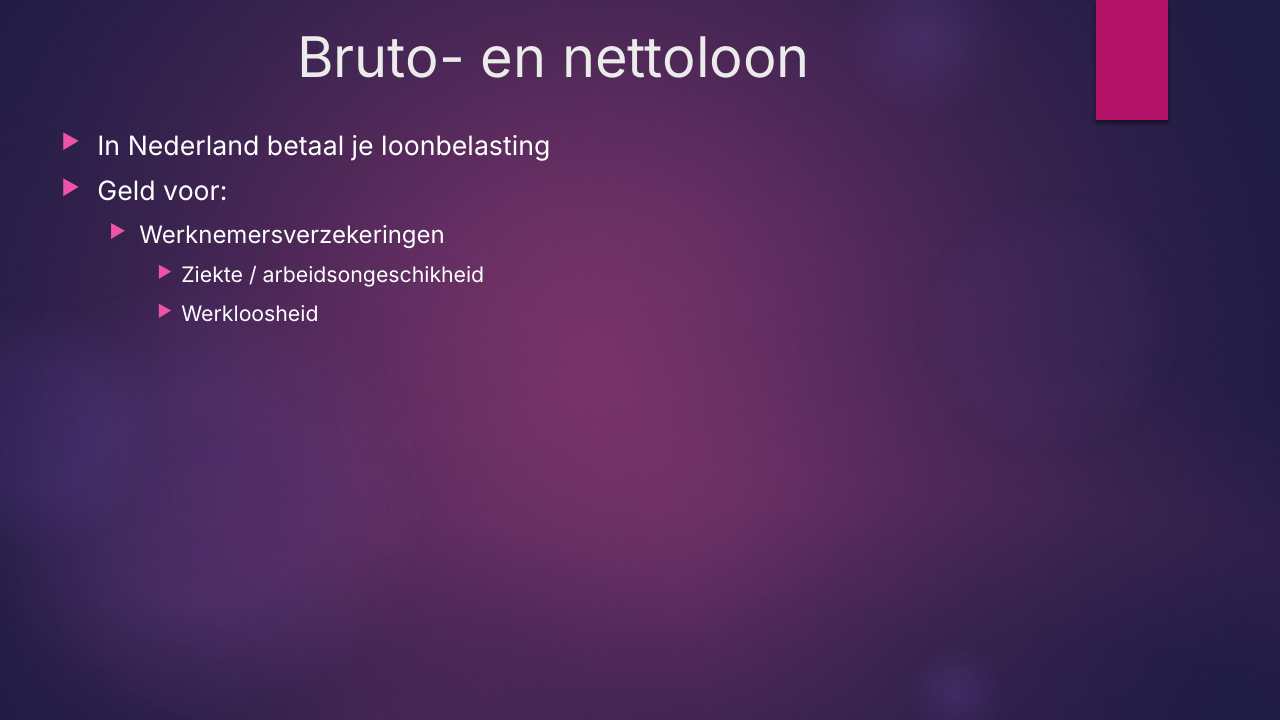 Bruto- en nettoloon
In Nederland betaal je loonbelasting
Geld voor:
Werknemersverzekeringen
Ziekte / arbeidsongeschikheid
Werkloosheid